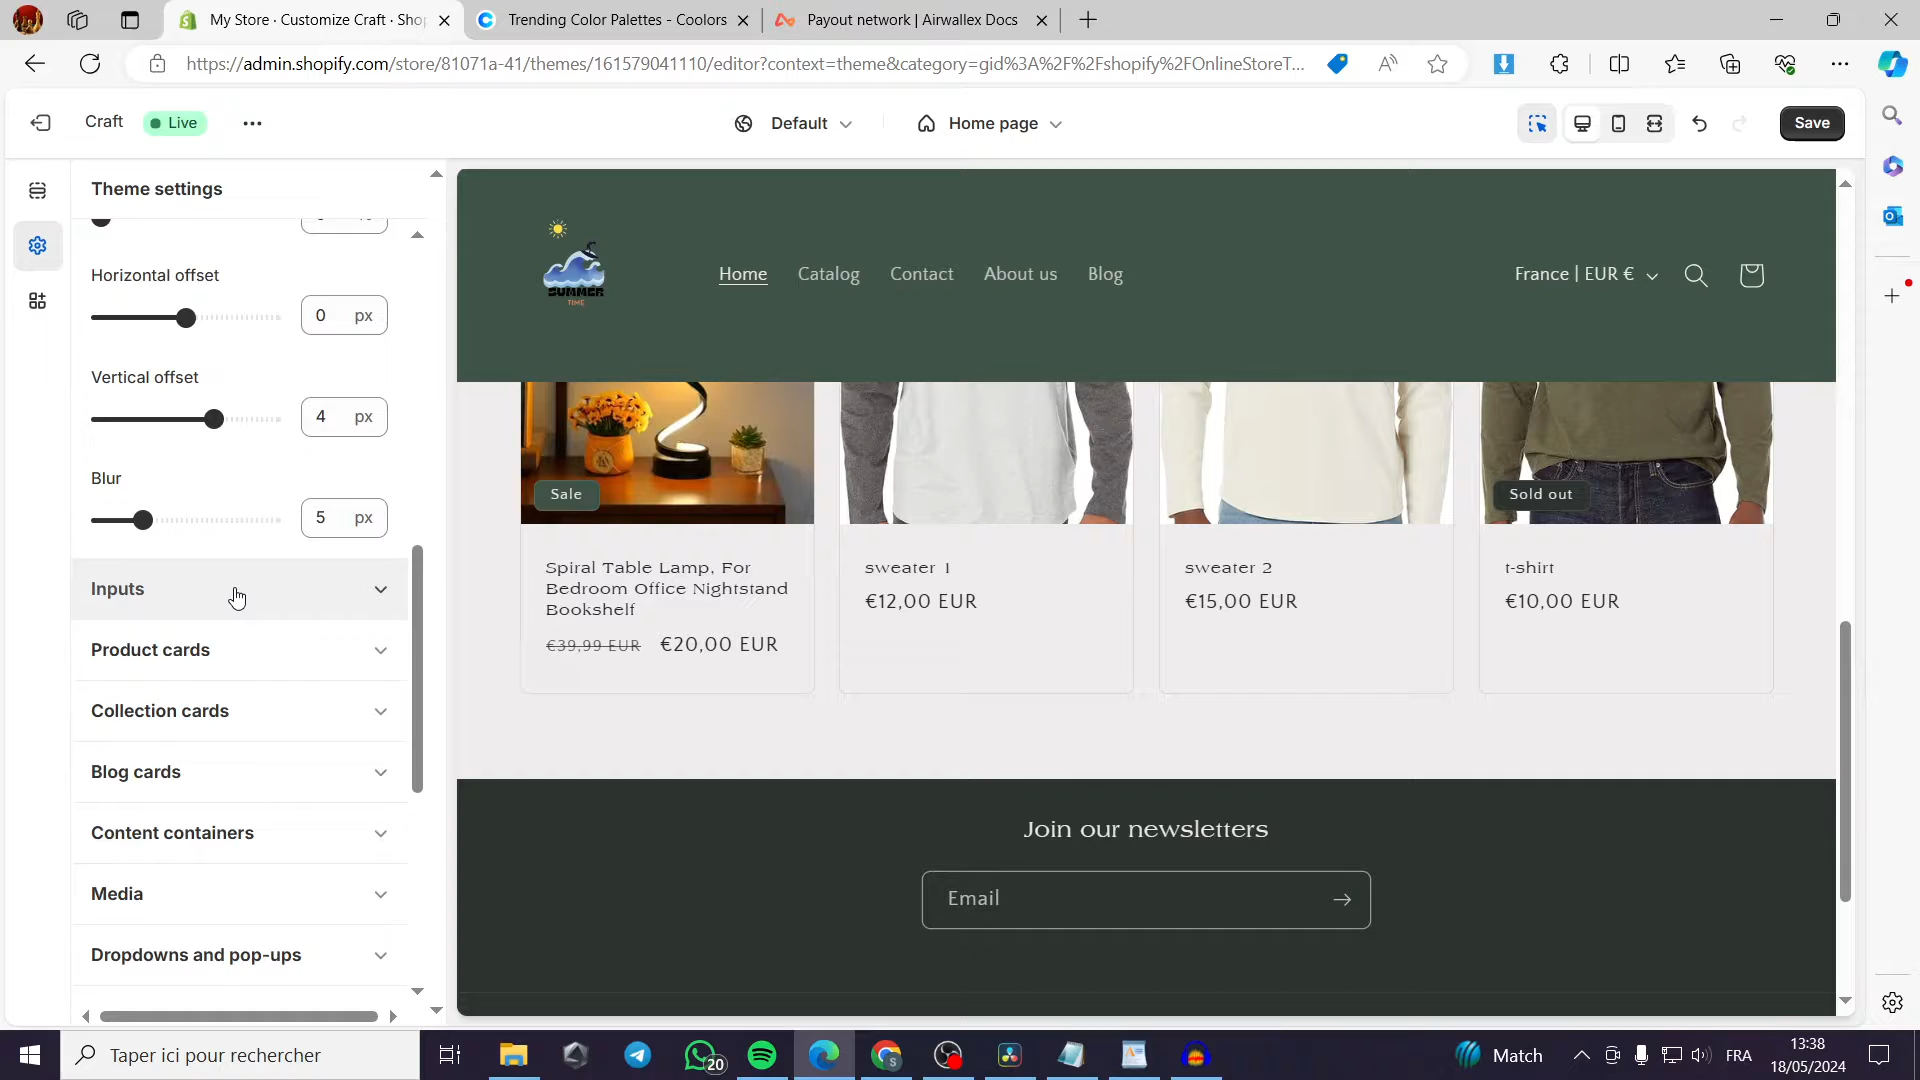 My Store · Customize Craft · Sho
Trending Color Palettes - Coolors
Payout network | Airwallex Docs
https://admin.shopify.com/store/81071a-41/themes/161579041110/editor?context=theme&category=gid%3A%2F%2Fshopify%2FOnlineStoreT...
Craft
Live
Default
Home page
Save
Theme settings
Horizontal offset
0 px
Vertical offset
4 px
Blur
5 px
Inputs
Product cards
Collection cards
Blog cards
Content containers
Media
Dropdowns and pop-ups
SUMMER
TIME
Home
Catalog
Contact
About us
Blog
France | EUR €
Sale
Sold out
Spiral Table Lamp, For
Bedroom Office Nightstand
Bookshelf
€39,99 EUR €20,00 EUR
sweater 1
€12,00 EUR
sweater 2
€15,00 EUR
t-shirt
€10,00 EUR
Join our newsletters
Email
Taper ici pour rechercher
20
Match
FRA
13:38
18/05/2024